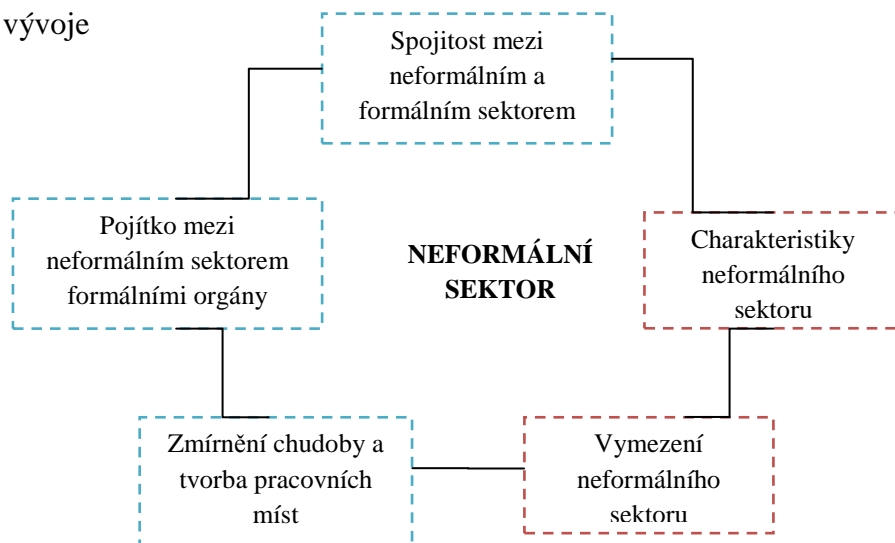 vývoje
Spojitost mezi
neformálním a
formálním sektorem
Pojítko mezi
neformálním sektorem
formálními orgány
NEFORMÁLNÍ
SEKTOR
Charakteristiky
neformálního
sektoru
Zmírnění chudoby a
tvorba pracovních
míst
Vymezení
neformálního
sektoru